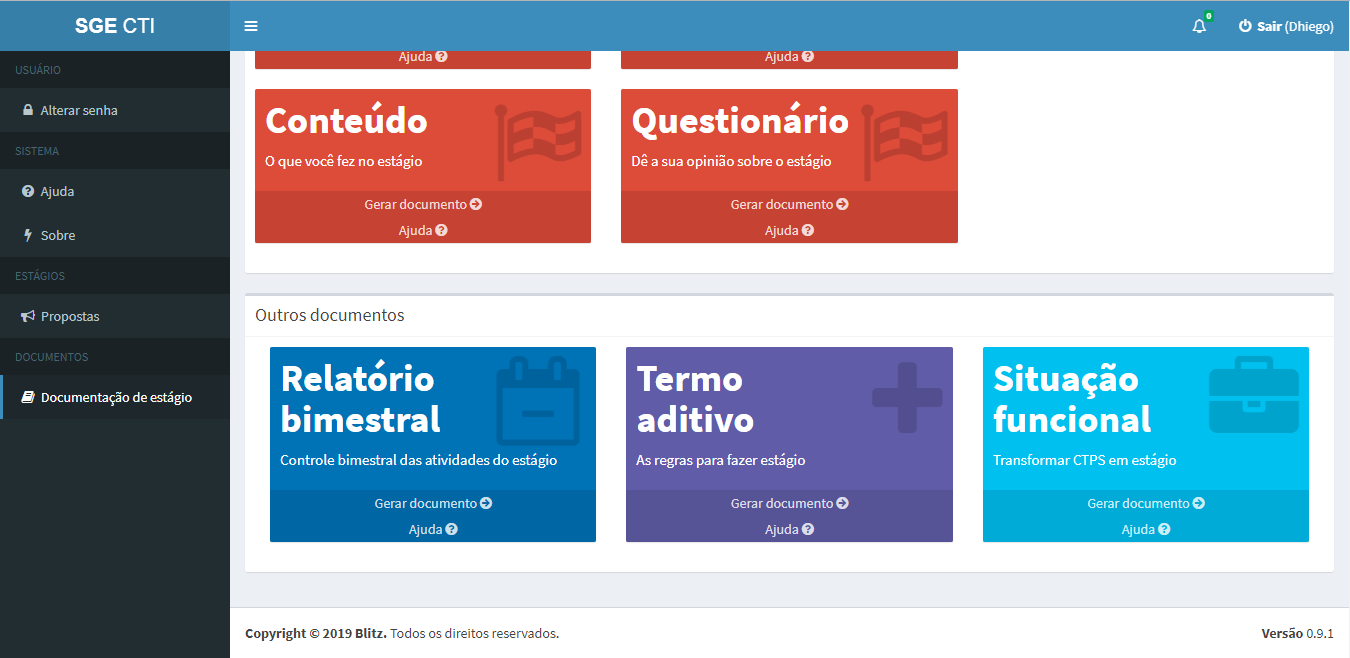 SGE CTI
0
Sair (Dhiego)
USUÁRIO
Alterar senha
SISTEMA
Ajuda
Sobre
ESTÁGIOS
Propostas
DOCUMENTOS
Documentação de estágio
Ajuda
Ajuda
Conteúdo
O que você fez no estágio
Gerar documento
Ajuda
Questionário
Dê a sua opinião sobre o estágio
Gerar documento
Ajuda
Outros documentos
Relatório
bimestral
Controle bimestral das atividades do estágio
Gerar documento
Ajuda
Termo
aditivo
As regras para fazer estágio
Gerar documento
Ajuda
Situação
funcional
Transformar CTPS em estágio
Gerar documento
Ajuda
Copyright © 2019 Blitz. Todos os direitos reservados.
Versão 0.9.1